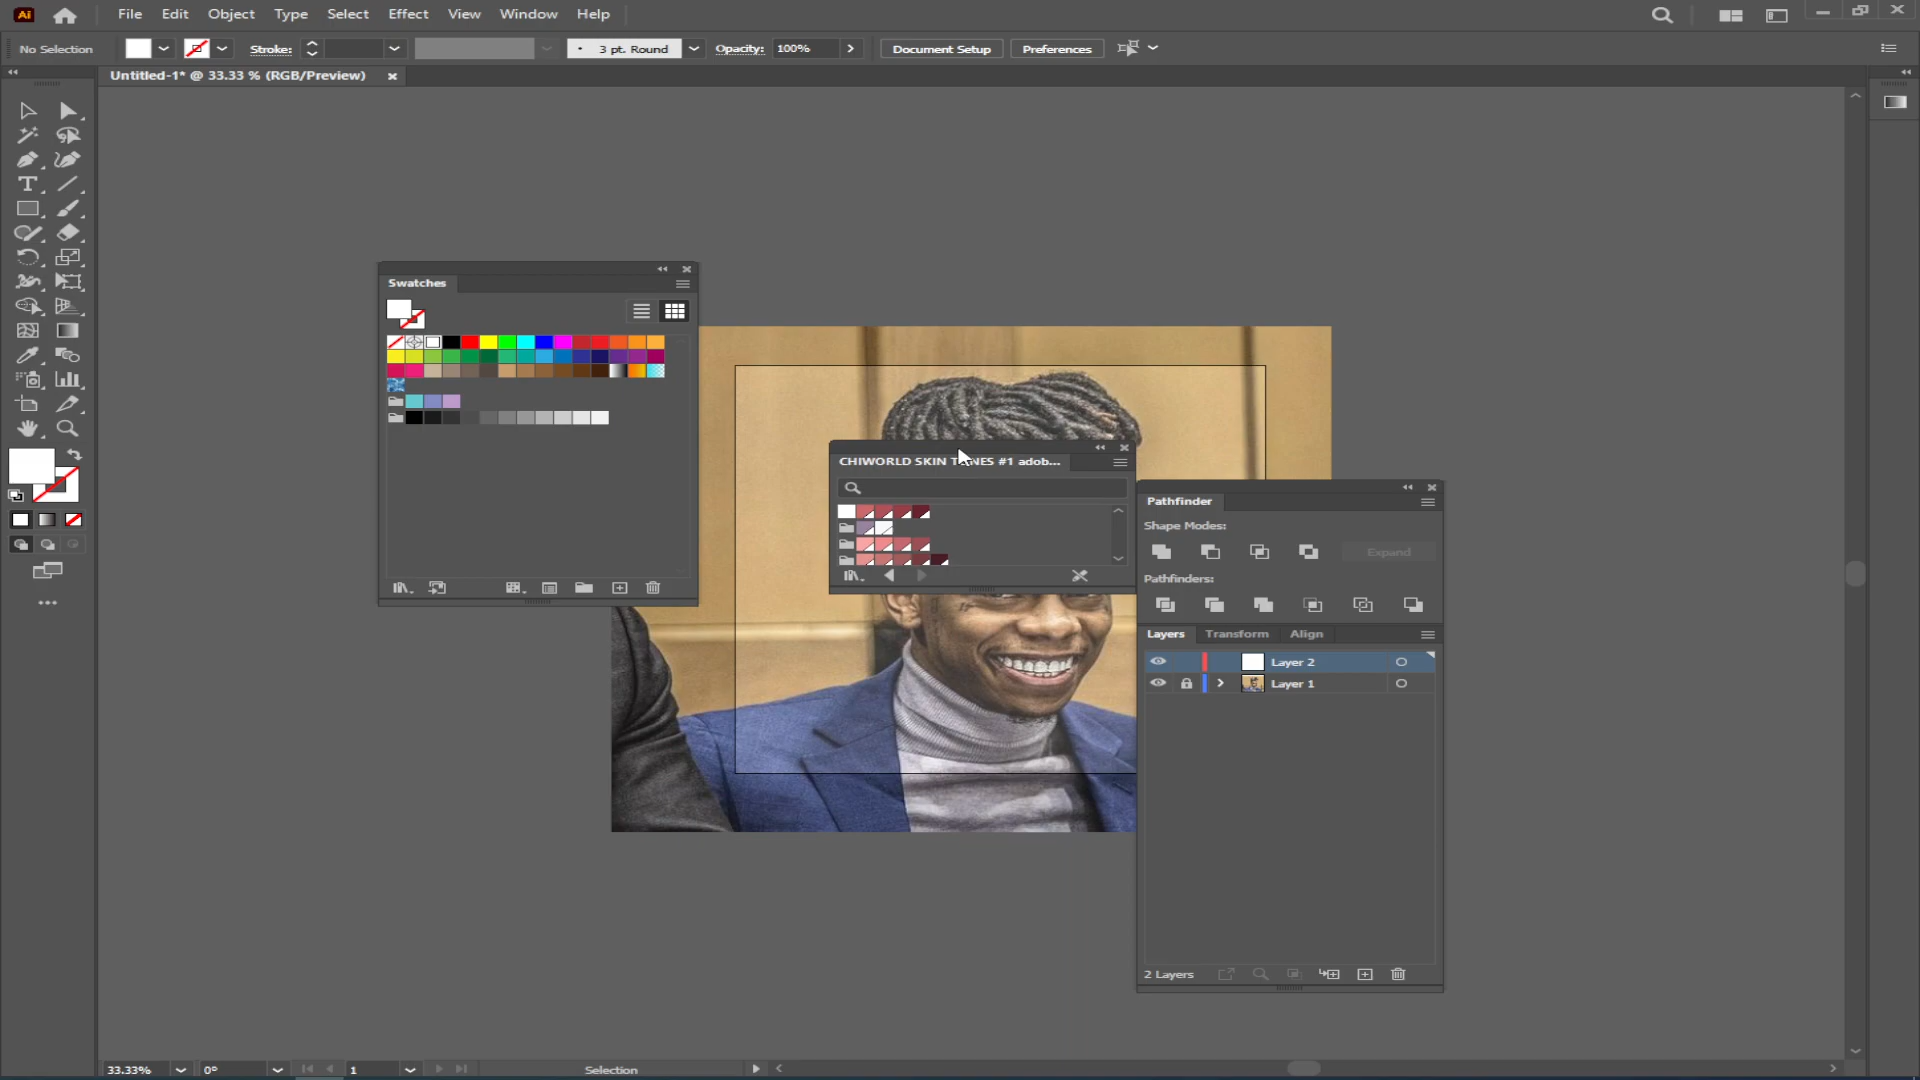 Ai File Edit Object Type Select Effect View Window Help
No Selection Stroke: 3 pt. Round Opacity: 100% Document Setup Preferences
Untitled-1* @ 33.33 % (RGB/Preview)
Swatches
CHIWORLD SKIN TONES #1 adob...
Pathfinder
Shape Modes:
Expand
Pathfinders:
Layers Transform Align
Layer 2
Layer 1
2 Layers
33.33% 0° 1 Selection